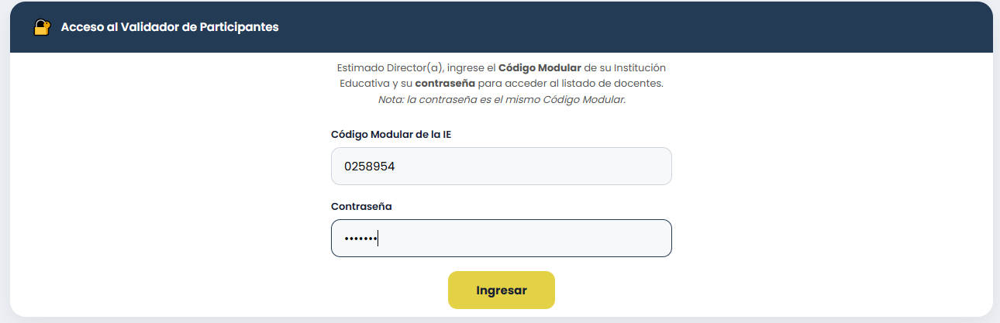 Acceso al Validador de Participantes
Estimado Director(a), ingrese el Código Modular de su Institución
Educativa y su contraseña para acceder al listado de docentes.
Nota: la contraseña es el mismo Código Modular.
Código Modular de la IE
0258954
Contraseña
•••••••
Ingresar